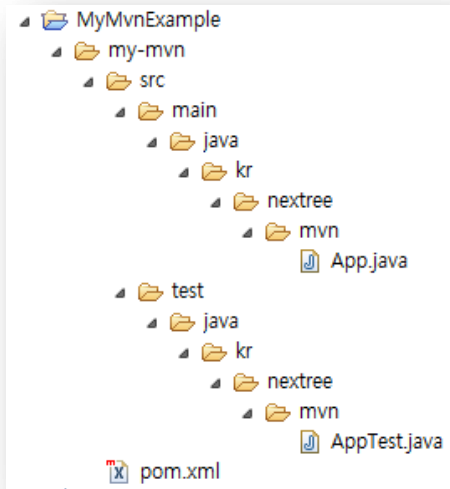 MyMvnExample
my-mvn
src
main
java
kr
nextree
mvn
App.java
test
java
kr
nextree
mvn
AppTest.java
pom.xml